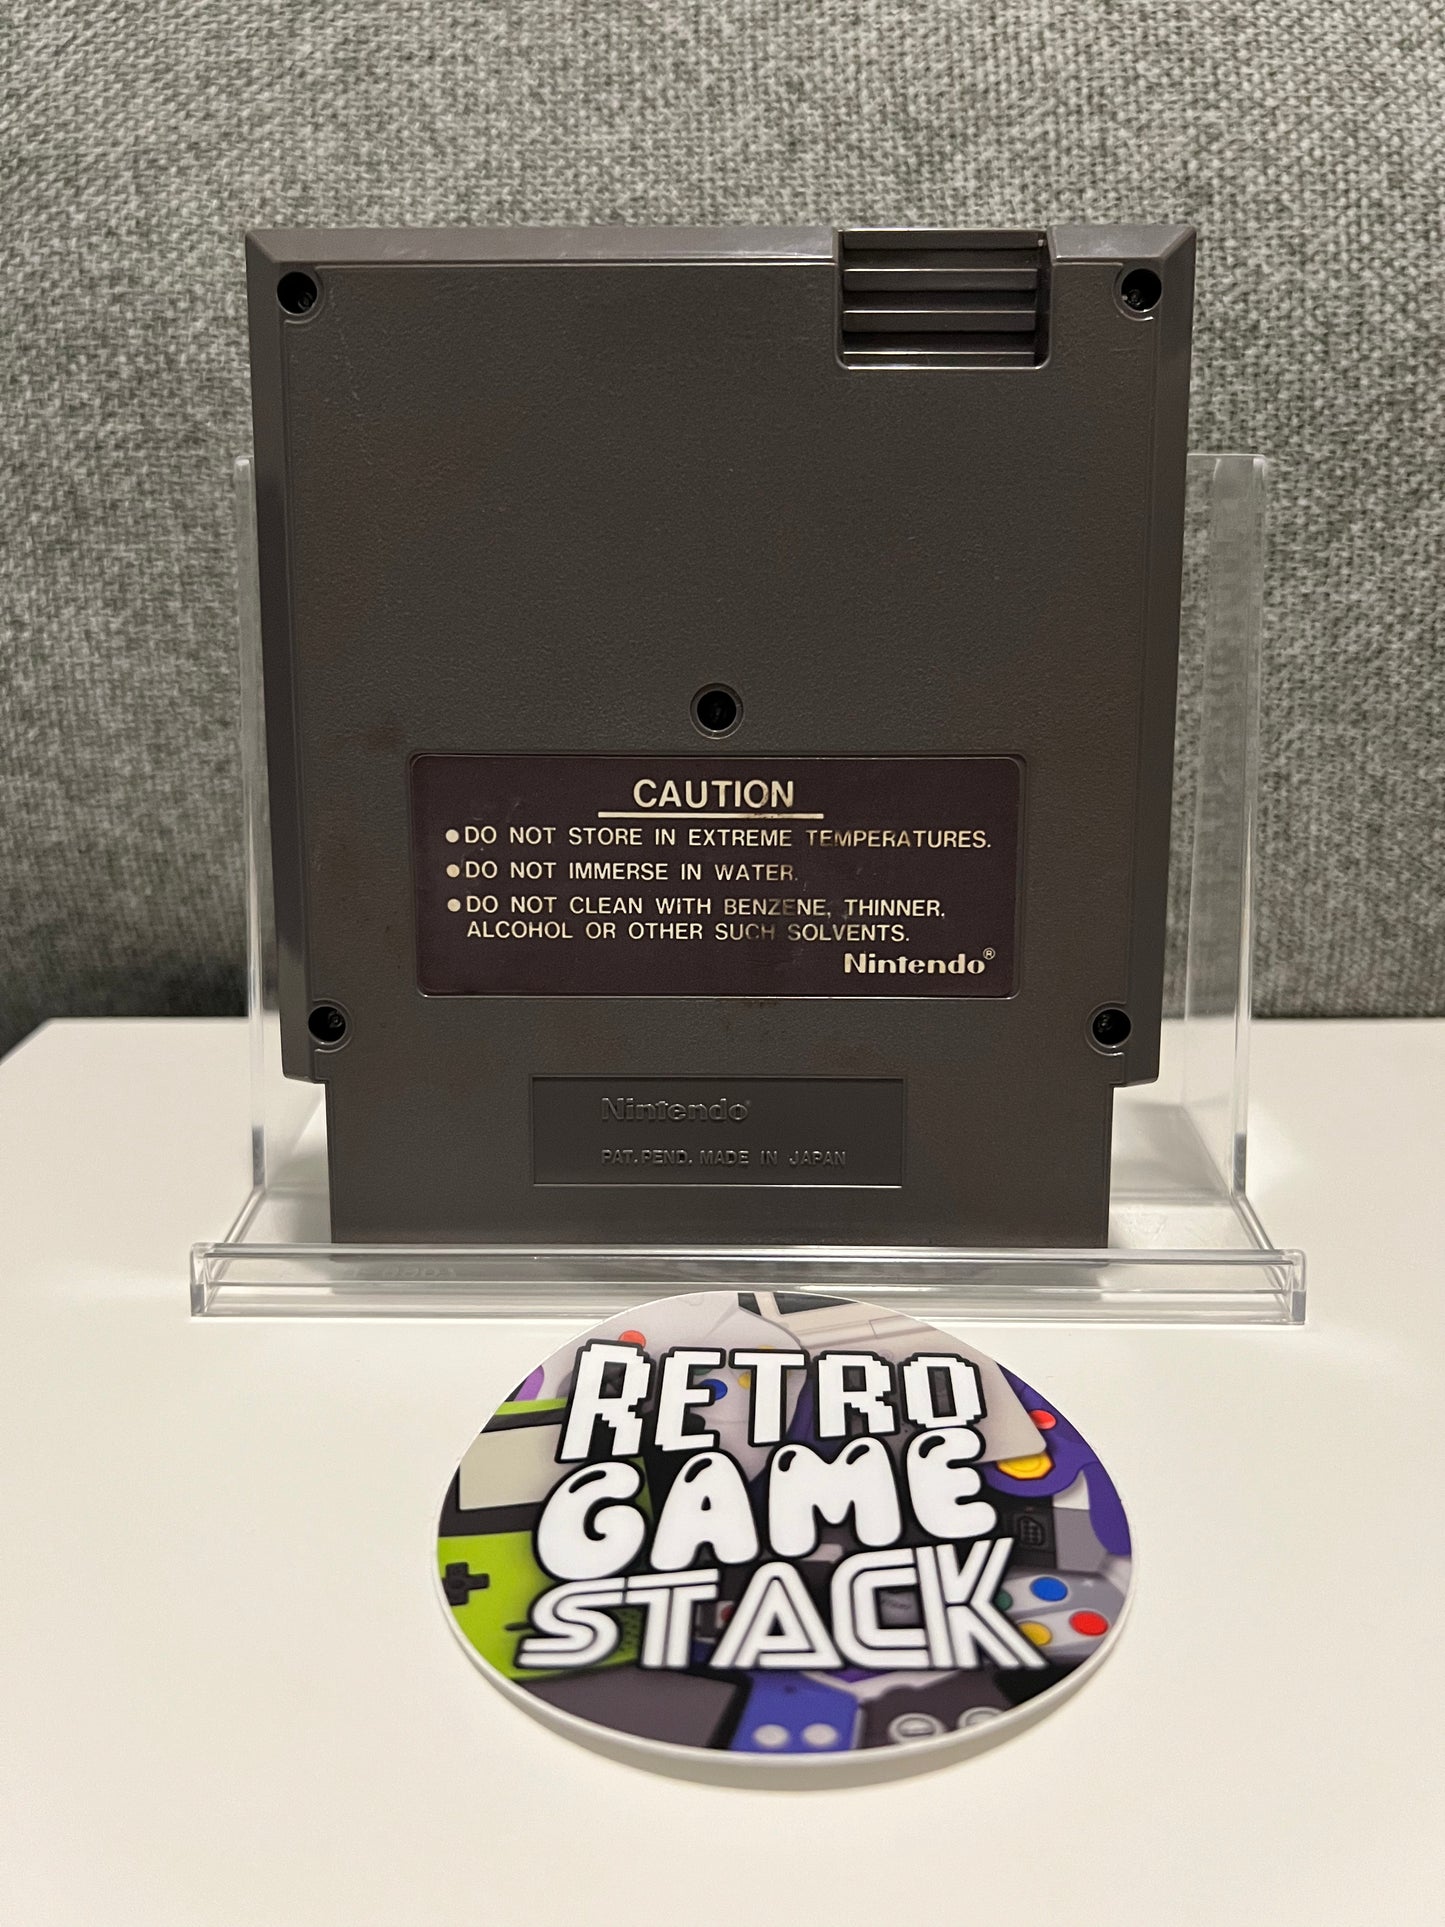 CAUTION
●DO NOT STORE IN EXTREME TEMPERATURES.
●DO NOT IMMERSE IN WATER.
●DO NOT CLEAN WITH BENZENE, THINNER,
ALCOHOL OR OTHER SUCH SOLVENTS.
Nintendo®
Nintendo®
PAT. PEND. MADE IN JAPAN
RETRO
GAME
STACK